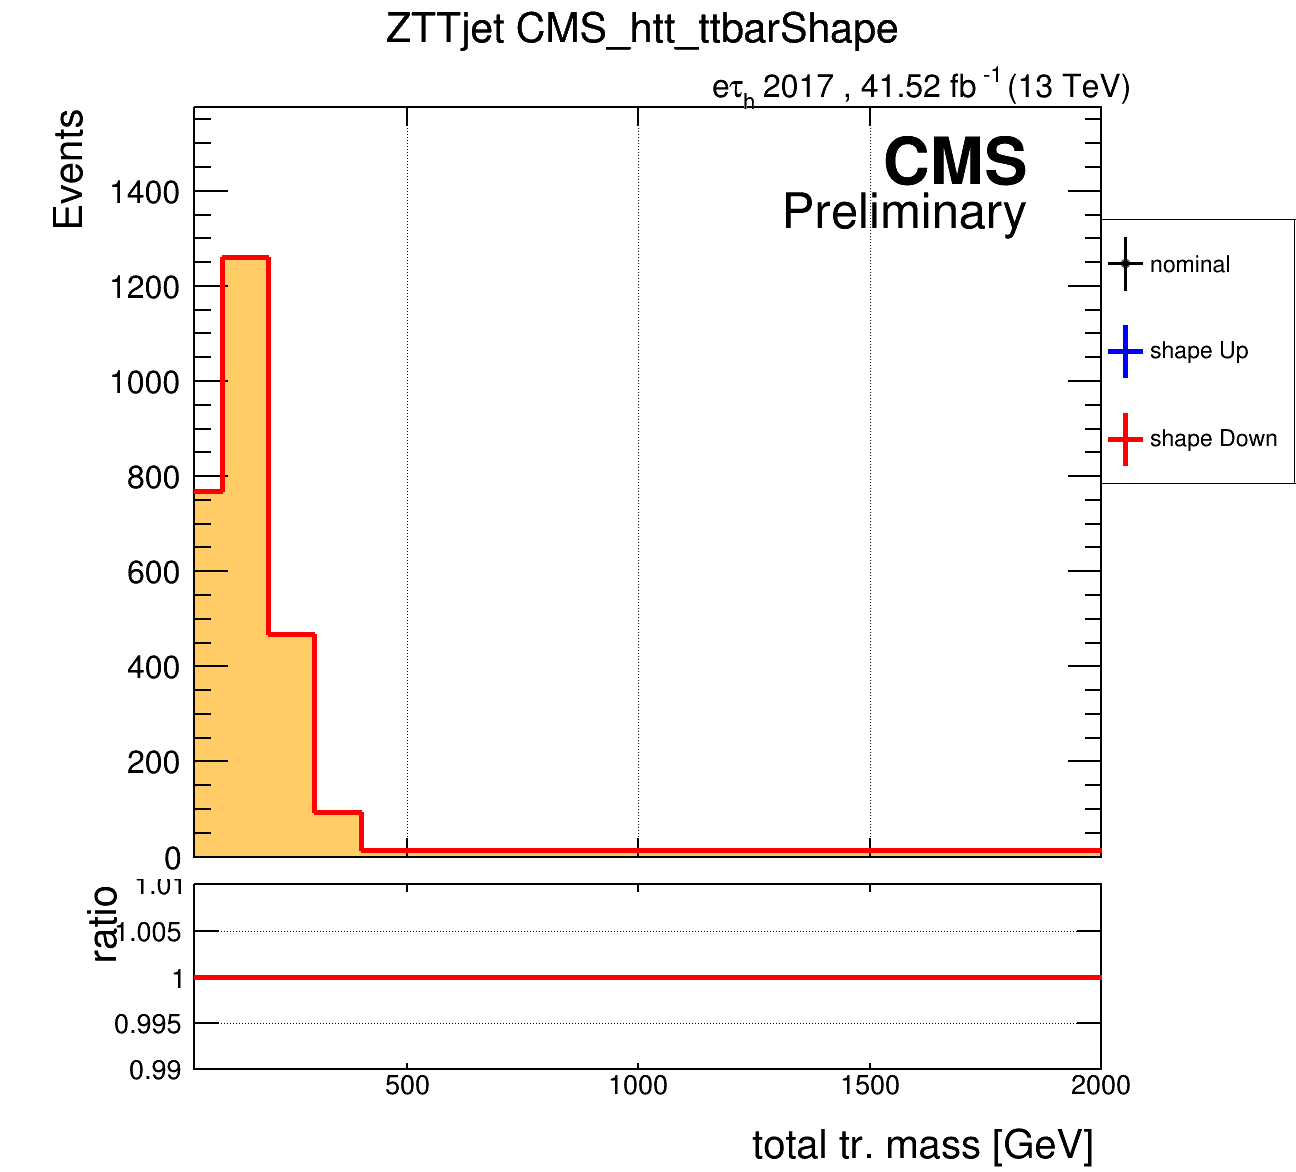 ZTTjet CMS_htt_ttbarShape
eτh 2017 , 41.52 fb-1 (13 TeV)
Events
CMS
Preliminary
1400
1200
1000
800
600
400
200
0
nominal
shape Up
shape Down
ratio
1.01
1.005
1
0.995
0.99
500 1000 1500 2000
total tr. mass [GeV]